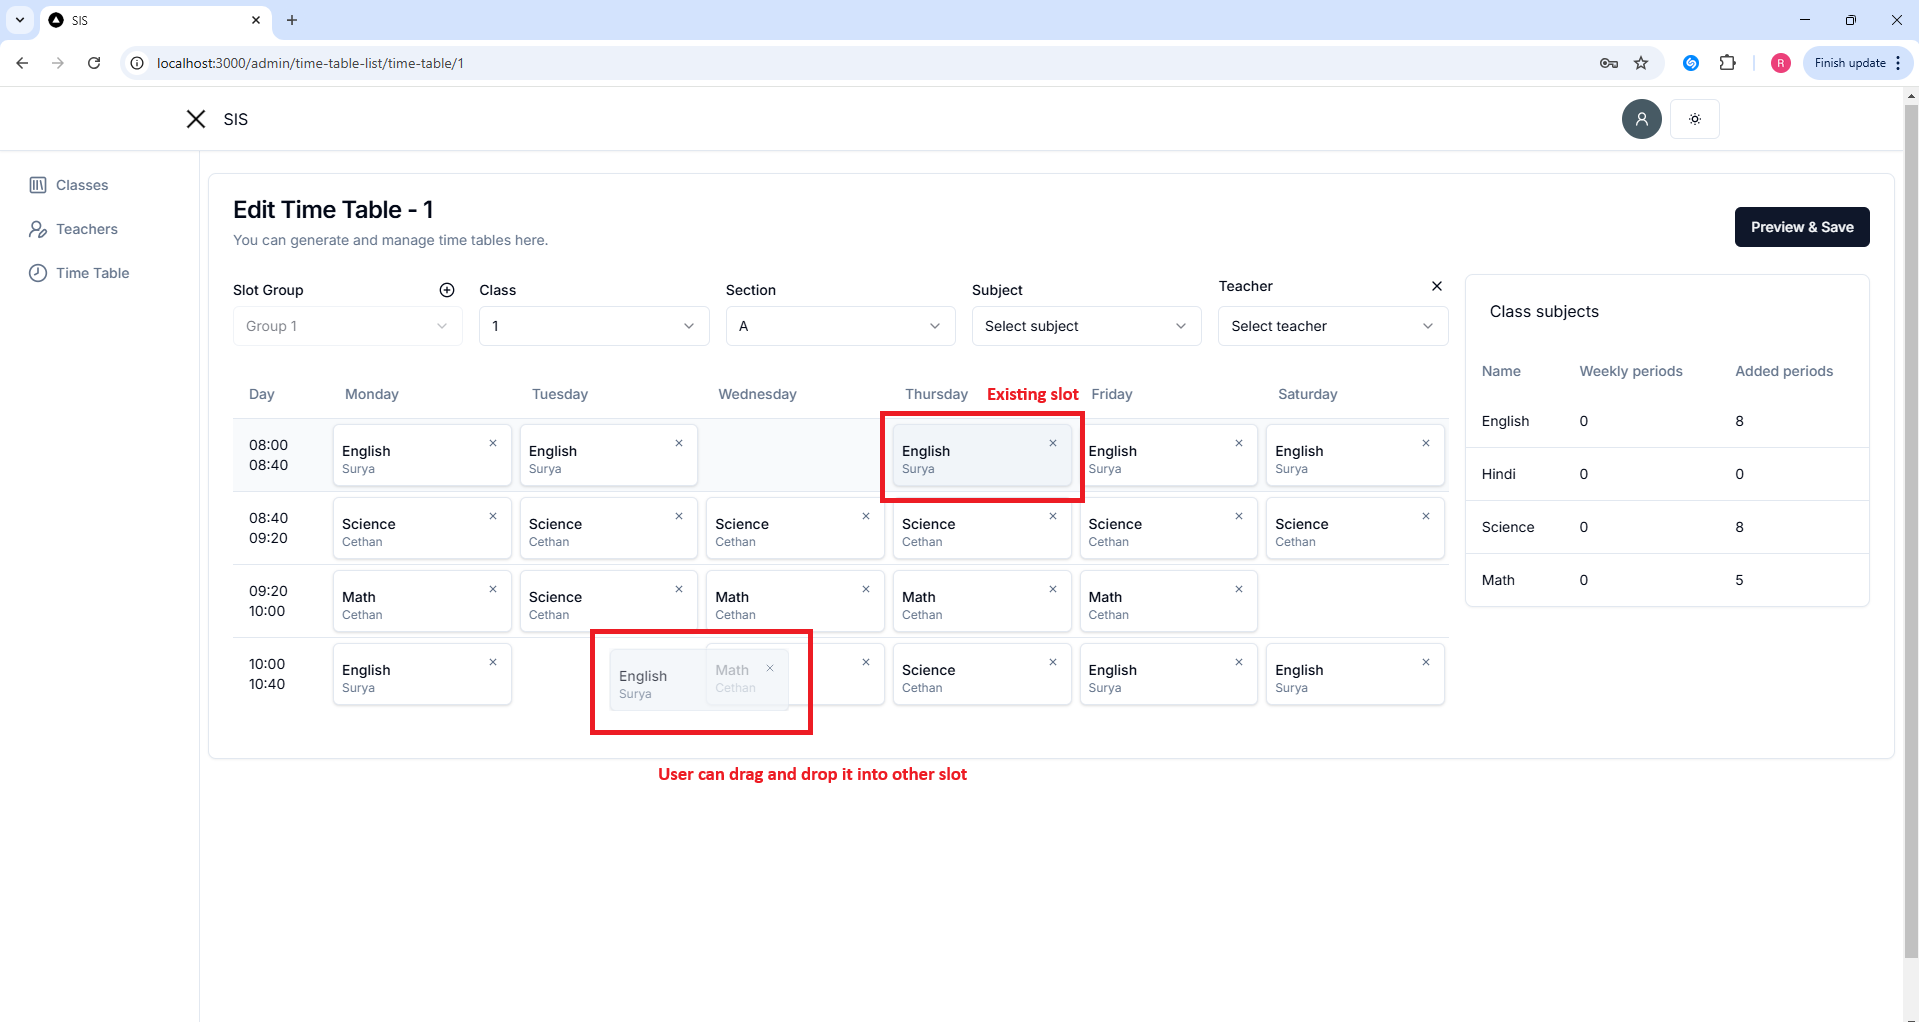 SIS
localhost:3000/admin/time-table-list/time-table/1
R
Finish update
SIS
Classes
Teachers
Time Table
Edit Time Table - 1
You can generate and manage time tables here.
Preview & Save
Slot Group
Class
Section
Subject
Teacher
Group 1
1
A
Select subject
Select teacher
Day Monday Tuesday Wednesday Thursday Existing slot Friday Saturday
08:00
08:40
English
Surya
English
Surya
English
Surya
English
Surya
English
Surya
08:40
09:20
Science
Cethan
Science
Cethan
Science
Cethan
Science
Cethan
Science
Cethan
Science
Cethan
09:20
10:00
Math
Cethan
Science
Cethan
Math
Cethan
Math
Cethan
Math
Cethan
10:00
10:40
English
Surya
English
Surya
Math
Cethan
Science
Cethan
English
Surya
English
Surya
User can drag and drop it into other slot
Class subjects
Name Weekly periods Added periods
English 0 8
Hindi 0 0
Science 0 8
Math 0 5